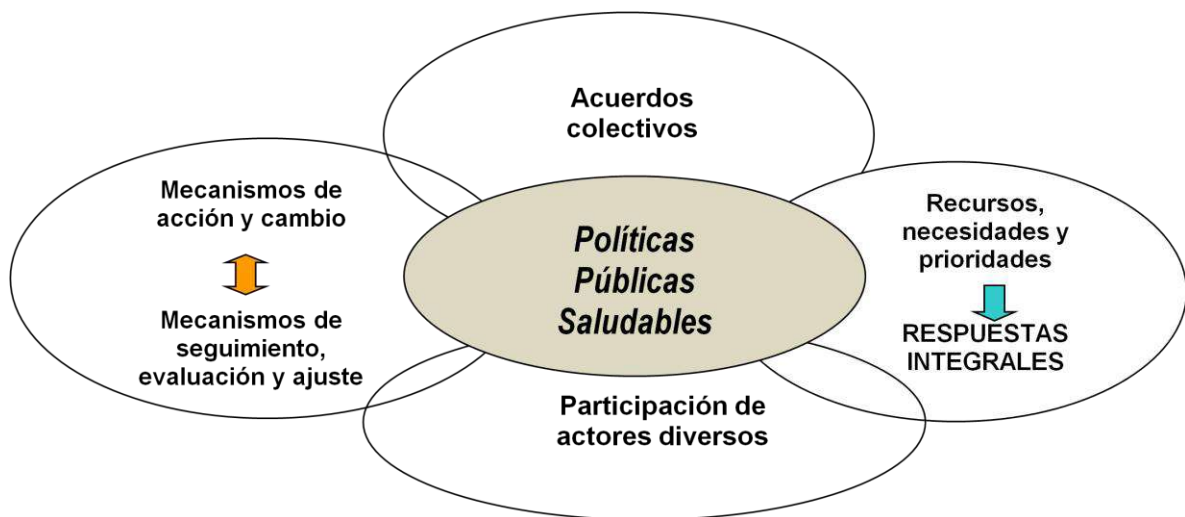 Acuerdos
colectivos
Mecanismos de
acción y cambio
Mecanismos de
seguimiento,
evaluación y ajuste
Políticas
Públicas
Saludables
Recursos,
necesidades y
prioridades
RESPUESTAS
INTEGRALES
Participación de
actores diversos